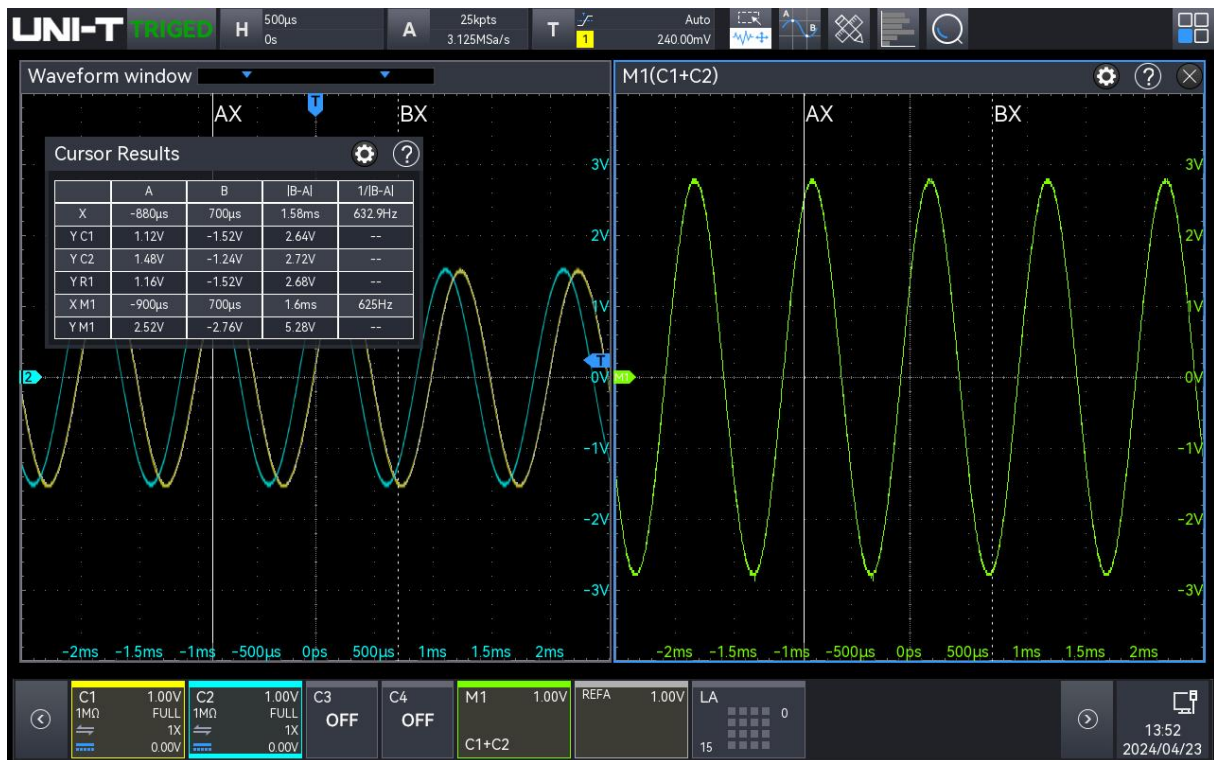 UNI-T TRIGED H 500μs 0s A 25kpts 3.125MSa/s T 1 Auto 240.00mV A B
Waveform window
T
AX BX
Cursor Results ?
A B |B-A| 1/|B-A|
X -880μs 700μs 1.58ms 632.9Hz
Y C1 1.12V -1.52V 2.64V --
Y C2 1.48V -1.24V 2.72V --
Y R1 1.16V -1.52V 2.68V --
X M1 -900μs 700μs 1.6ms 625Hz
Y M1 2.52V -2.76V 5.28V --
3V
2V
1V
T
2 0V
-1V
-2V
-3V
-2ms -1.5ms -1ms -500μs 0ps 500μs 1ms 1.5ms 2ms
M1(C1+C2) ?
AX BX
3V
2V
1V
M1 0V
-1V
-2V
-3V
-2ms -1.5ms -1ms -500μs 0ps 500μs 1ms 1.5ms 2ms
C1 1.00V
1MΩ FULL
1X
0.00V
C2 1.00V
1MΩ FULL
1X
0.00V
C3
OFF
C4
OFF
M1 1.00V
C1+C2
REFA 1.00V
LA
0
15
13:52
2024/04/23